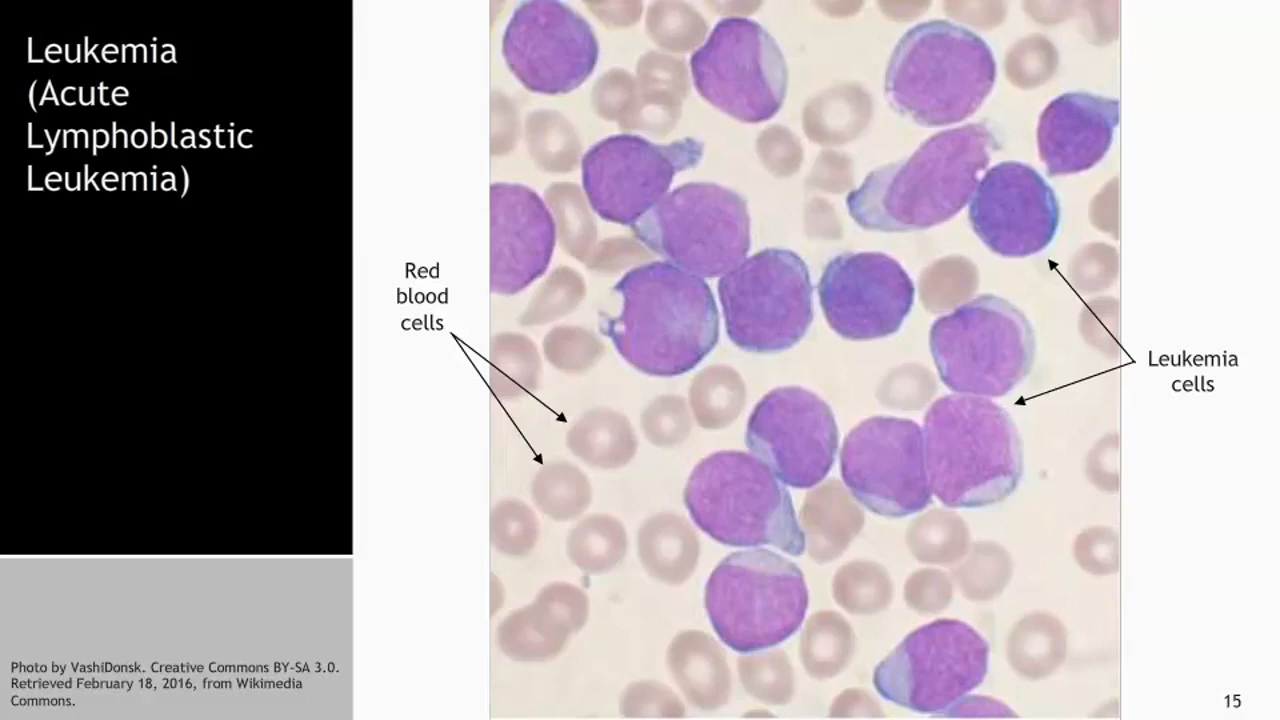 Leukemia
(Acute
Lymphoblastic
Leukemia)
Red
blood
cells
Leukemia
cells
Photo by VashiDonsk. Creative Commons BY-SA 3.0.
Retrieved February 18, 2016, from Wikimedia
Commons.
15